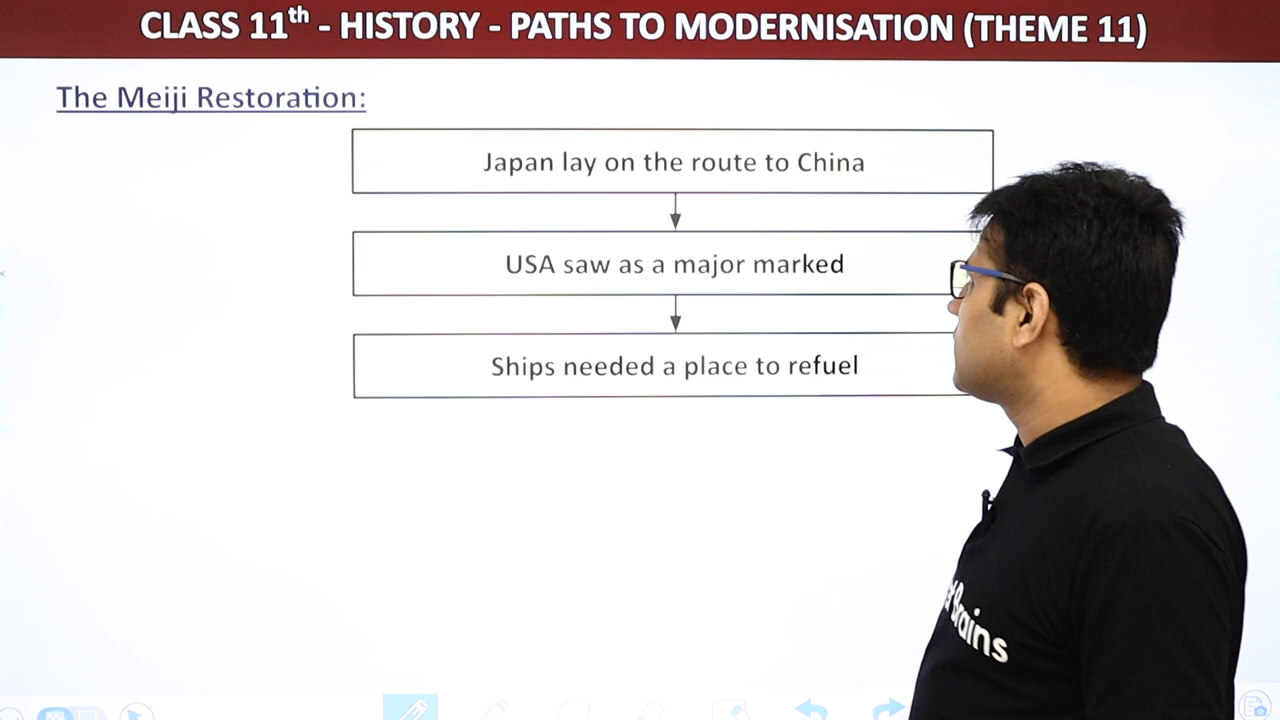 CLASS 11th - HISTORY - PATHS TO MODERNISATION (THEME 11)
The Meiji Restoration:
Japan lay on the route to China
USA saw as a major marked
Ships needed a place to refuel
Brains